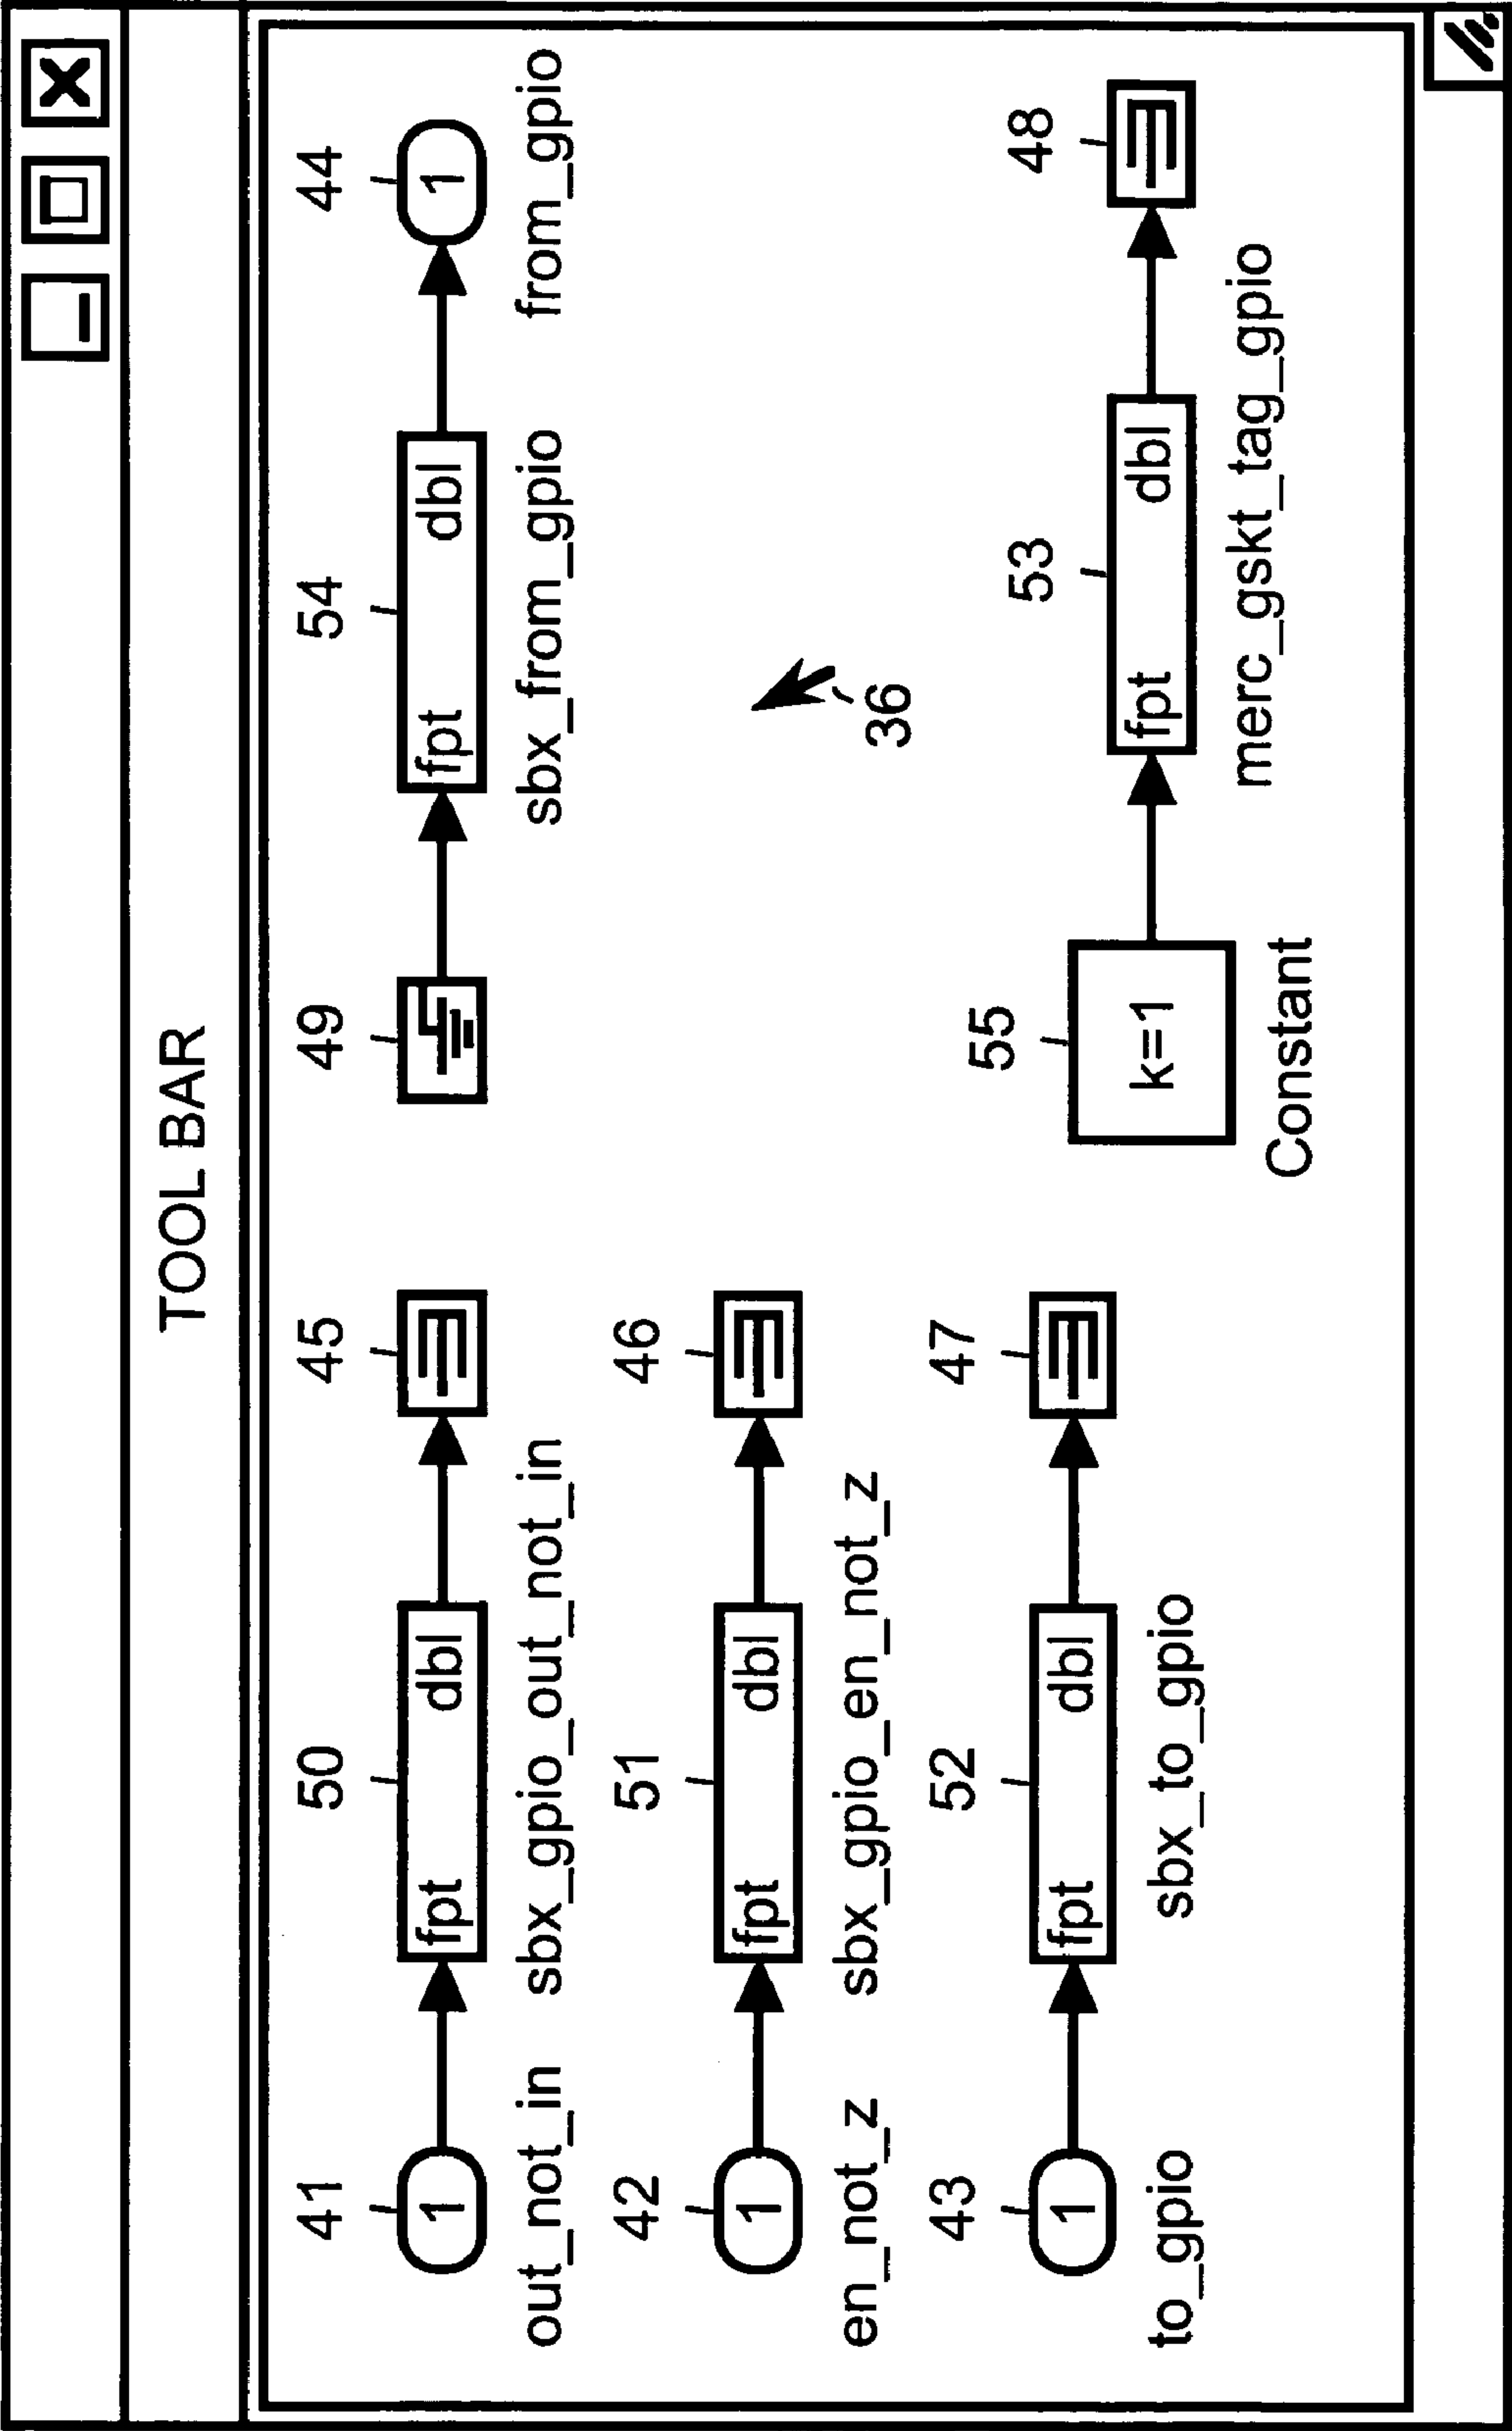 TOOL BAR
41 50 45 49 54 44
1 fpt dbl fpt dbl 1
out_not_in sbx_gpio_out_not_in sbx_from_gpio from_gpio
42 51 46
1 fpt dbl
en_not_z sbx_gpio_en_not_z
36
43 52 47 55 53 48
1 fpt dbl k=1 fpt dbl
to_gpio sbx_to_gpio Constant merc_gskt_tag_gpio